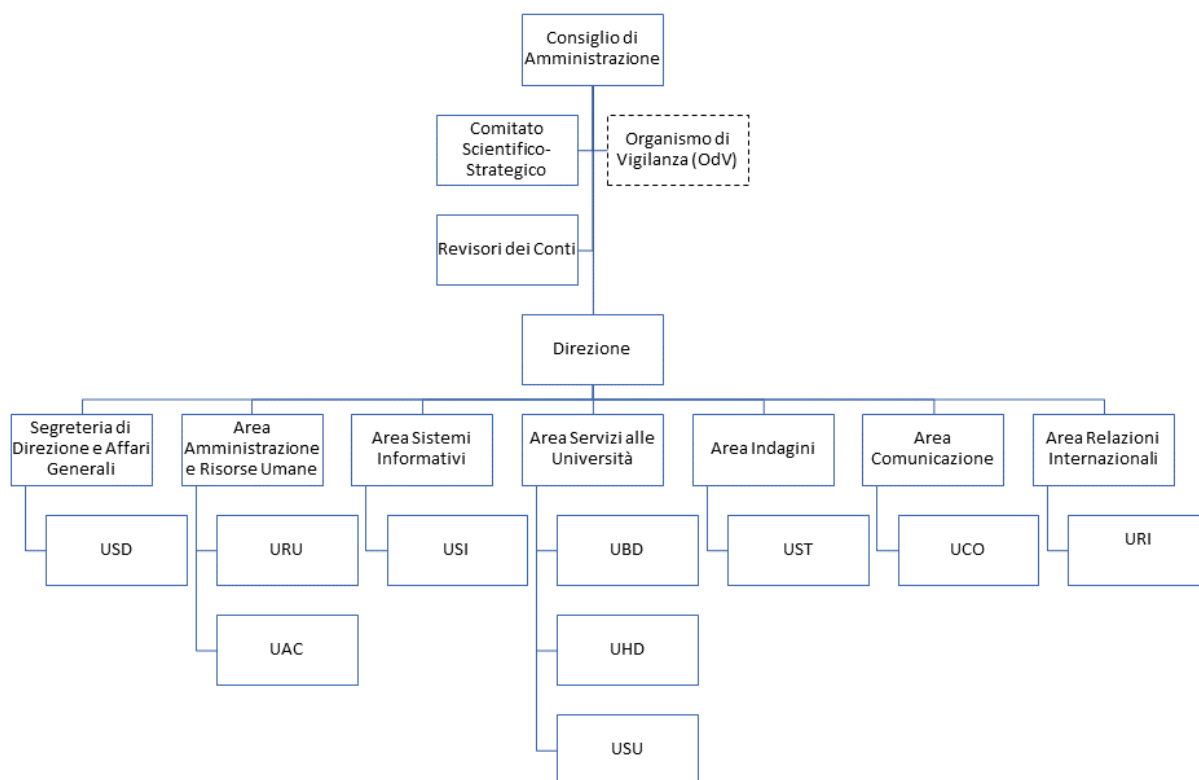 Consiglio di
Amministrazione
Comitato
Scientifico-
Strategico
Organismo di
Vigilanza (OdV)
Revisori dei Conti
Direzione
Segreteria di
Direzione e Affari
Generali
Area
Amministrazione
e Risorse Umane
Area Sistemi
Informativi
Area Servizi alle
Università
Area Indagini
Area
Comunicazione
Area Relazioni
Internazionali
USD
URU
USI
UBD
UST
UCO
URI
UAC
UHD
USU